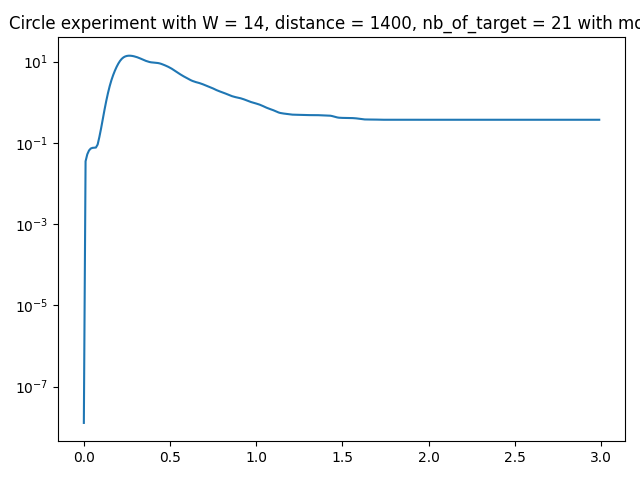 Circle experiment with W = 14, distance = 1400, nb_of_target = 21 with
10¹
10⁻¹
10⁻³
10⁻⁵
10⁻⁷
0.0 0.5 1.0 1.5 2.0 2.5 3.0